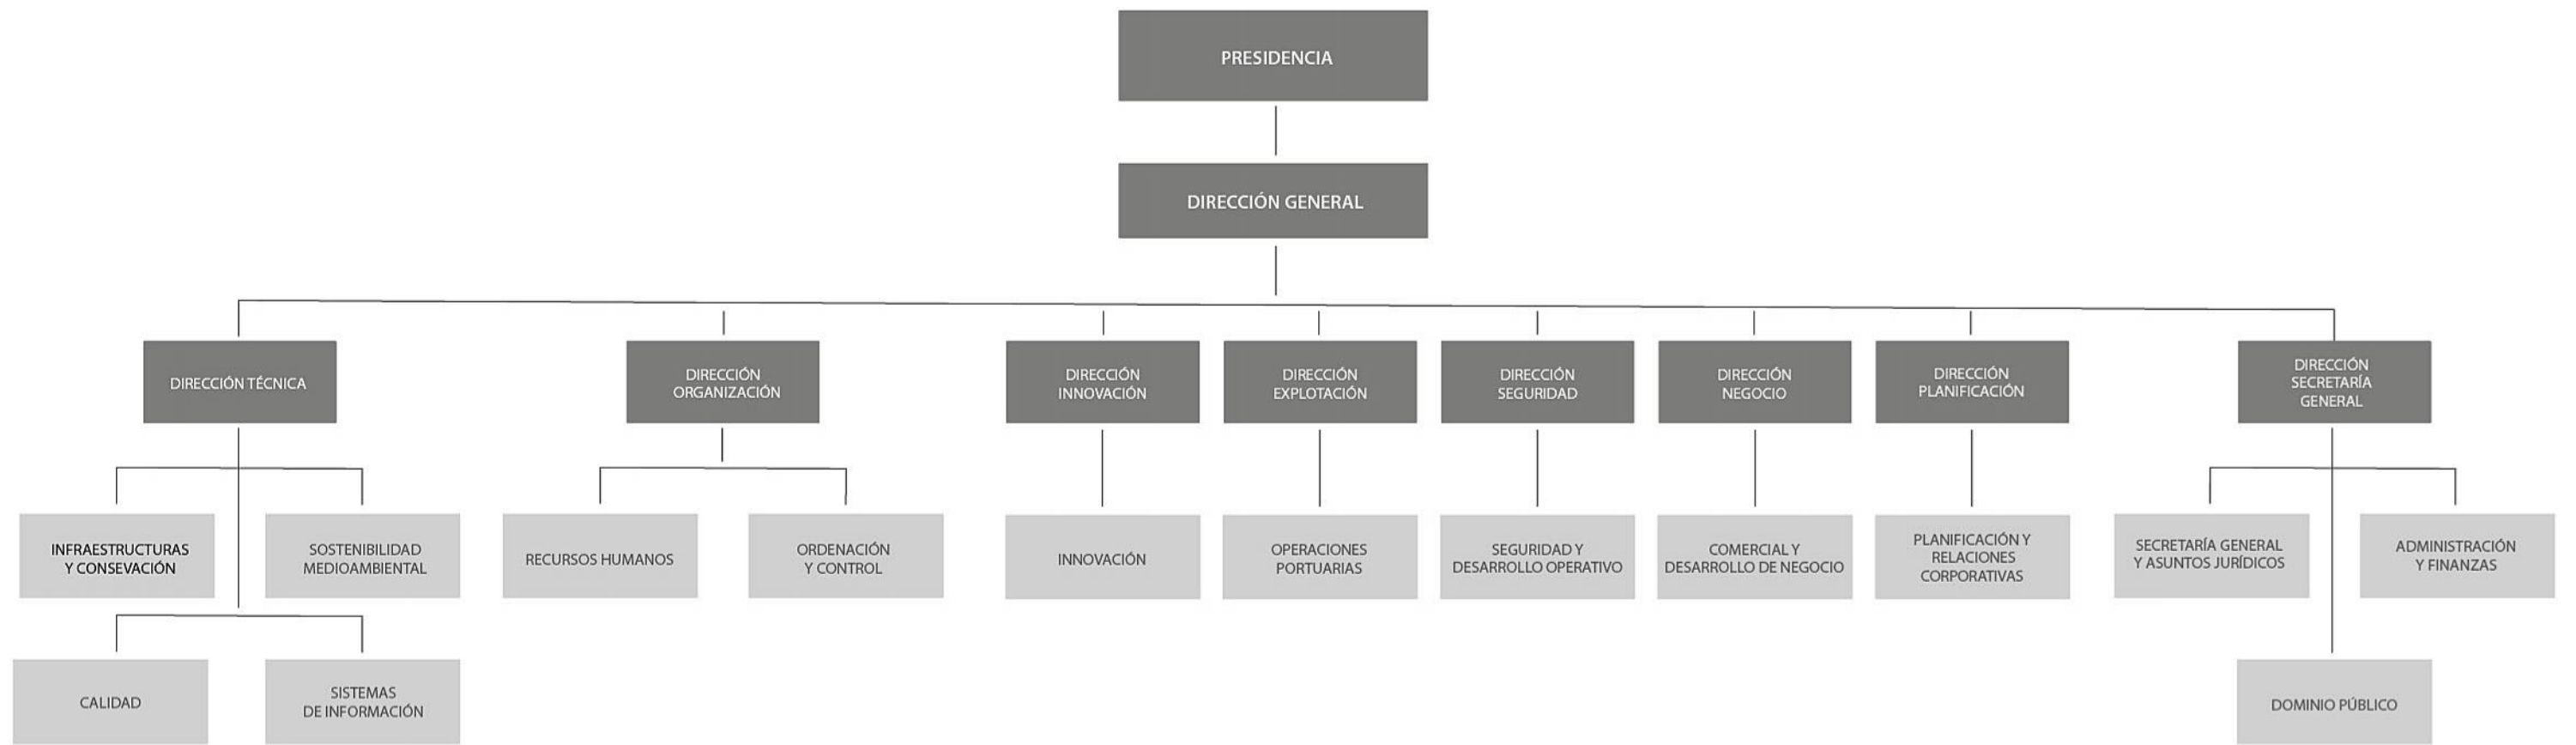 PRESIDENCIA
DIRECCIÓN GENERAL
DIRECCIÓN TÉCNICA
DIRECCIÓN
ORGANIZACIÓN
DIRECCIÓN
INNOVACIÓN
DIRECCIÓN
EXPLOTACIÓN
DIRECCIÓN
SEGURIDAD
DIRECCIÓN
NEGOCIO
DIRECCIÓN
PLANIFICACIÓN
DIRECCIÓN
SECRETARÍA
GENERAL
INFRAESTRUCTURAS
Y CONSEVACIÓN
SOSTENIBILIDAD
MEDIOAMBIENTAL
RECURSOS HUMANOS
ORDENACIÓN
Y CONTROL
INNOVACIÓN
OPERACIONES
PORTUARIAS
SEGURIDAD Y
DESARROLLO OPERATIVO
COMERCIAL Y
DESARROLLO DE NEGOCIO
PLANIFICACIÓN Y
RELACIONES
CORPORATIVAS
SECRETARÍA GENERAL
Y ASUNTOS JURÍDICOS
ADMINISTRACIÓN
Y FINANZAS
CALIDAD
SISTEMAS
DE INFORMACIÓN
DOMINIO PÚBLICO